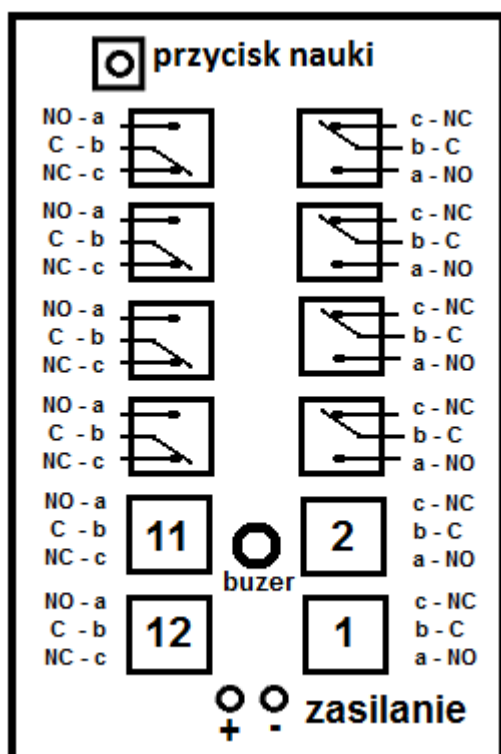 przycisk nauki
NO - a c - NC
C - b b - C
NC - c a - NO
NO - a c - NC
C - b b - C
NC - c a - NO
NO - a c - NC
C - b b - C
NC - c a - NO
NO - a c - NC
C - b b - C
NC - c a - NO
NO - a c - NC
C - b 11 2 b - C
NC - c a - NO
buzer
NO - a c - NC
C - b 12 1 b - C
NC - c a - NO
+ - zasilanie